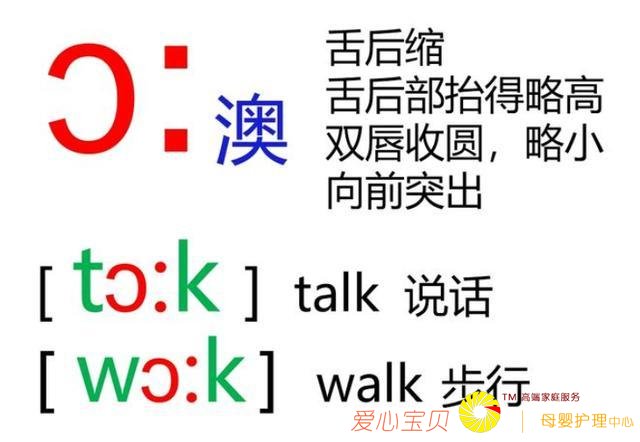 ɔː 澳
舌后缩
舌后部抬得略高
双唇收圆，略小
向前突出
[ tɔːk ] talk 说话
[ wɔːk ] walk 步行
TM 高端家庭服务
爱心宝贝 | 母婴护理中心